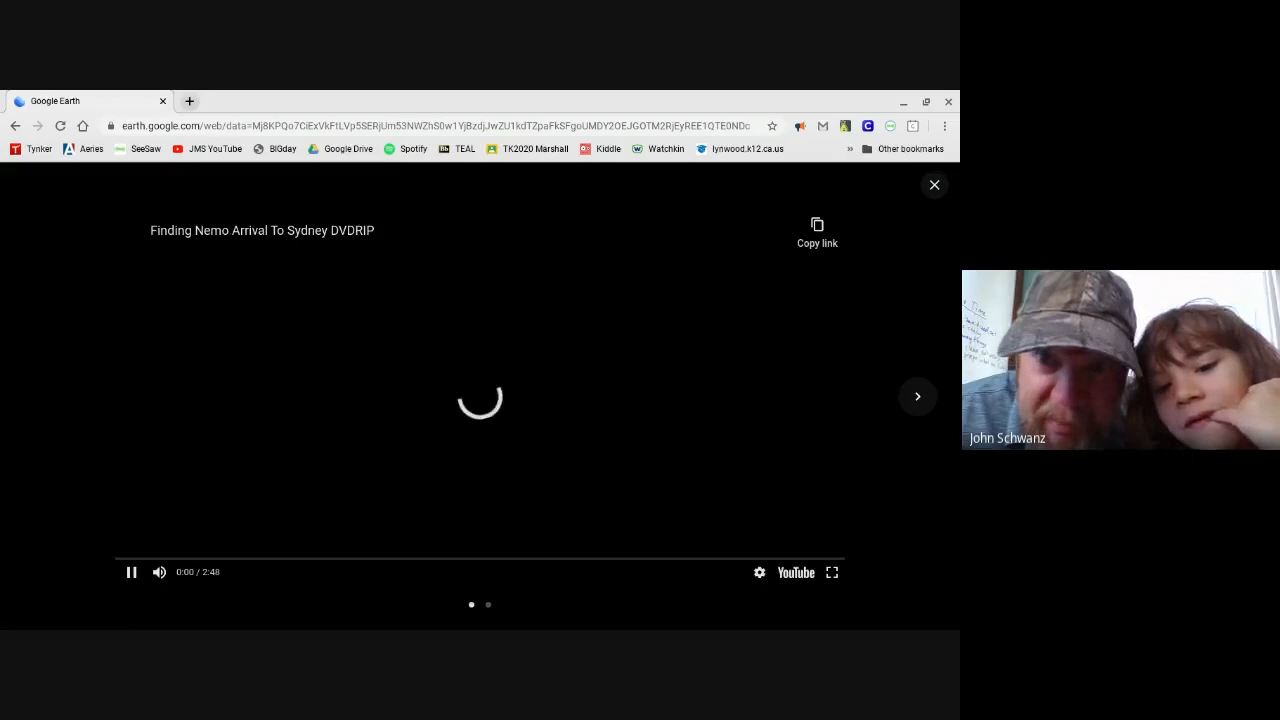 Google Earth
earth.google.com/web/data=Mj8KPQo7CiExVkFtLVp5SERjUm53NWZhS0w1YjBzdjJwZU1kdTZpaFkSFgoUMDY2OEJGOTM2RjEyREE1QTE0NDc
Tynker Aeries SeeSaw JMS YouTube BIGday Google Drive Spotify TEAL TK2020 Marshall Kiddle Watchkin lynwood.k12.ca.us » Other bookmarks
Finding Nemo Arrival To Sydney DVDRIP
Copy link
Time
John Schwanz
0:00 / 2:48 YouTube